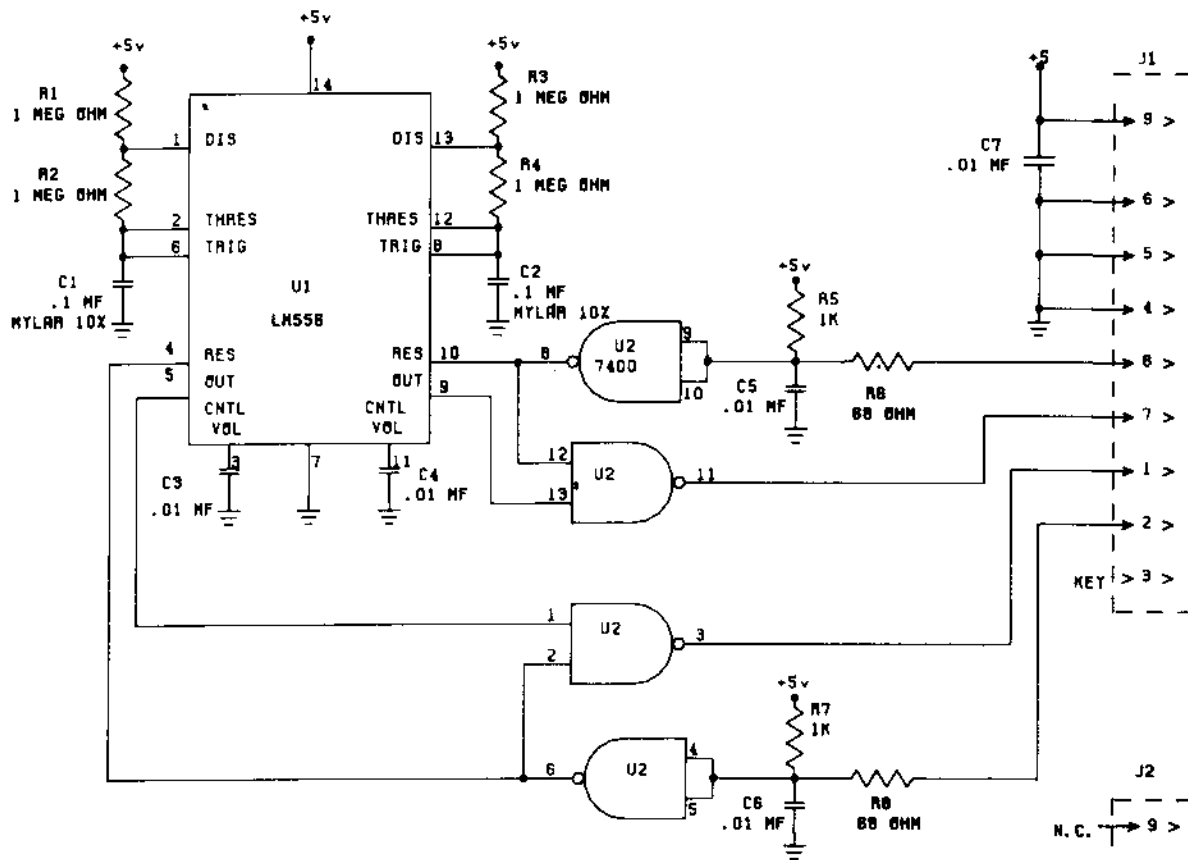 +5v
+5v
+5v
+5
J1
14
R1
1 MEG OHM
R3
1 MEG OHM
1
DIS
DIS
13
9
C7
.01 MF
R2
1 MEG OHM
R4
1 MEG OHM
6
2
THRES
THRES
12
6
TRIG
TRIG
8
5
C1
.1 MF
MYLAR 10%
U1
LM556
C2
.1 MF
MYLAR 10%
+5v
R5
1K
4
4
RES
RES
10
8
U2
7400
9
10
8
5
OUT
OUT
9
C5
.01 MF
R6
68 OHM
7
CNTL
VOL
CNTL
VOL
3
7
11
C3
.01 MF
C4
.01 MF
12
13
U2
11
1
2
KEY
3
1
2
U2
3
+5v
R7
1K
6
U2
4
5
C6
.01 MF
R8
68 OHM
J2
N.C.
9